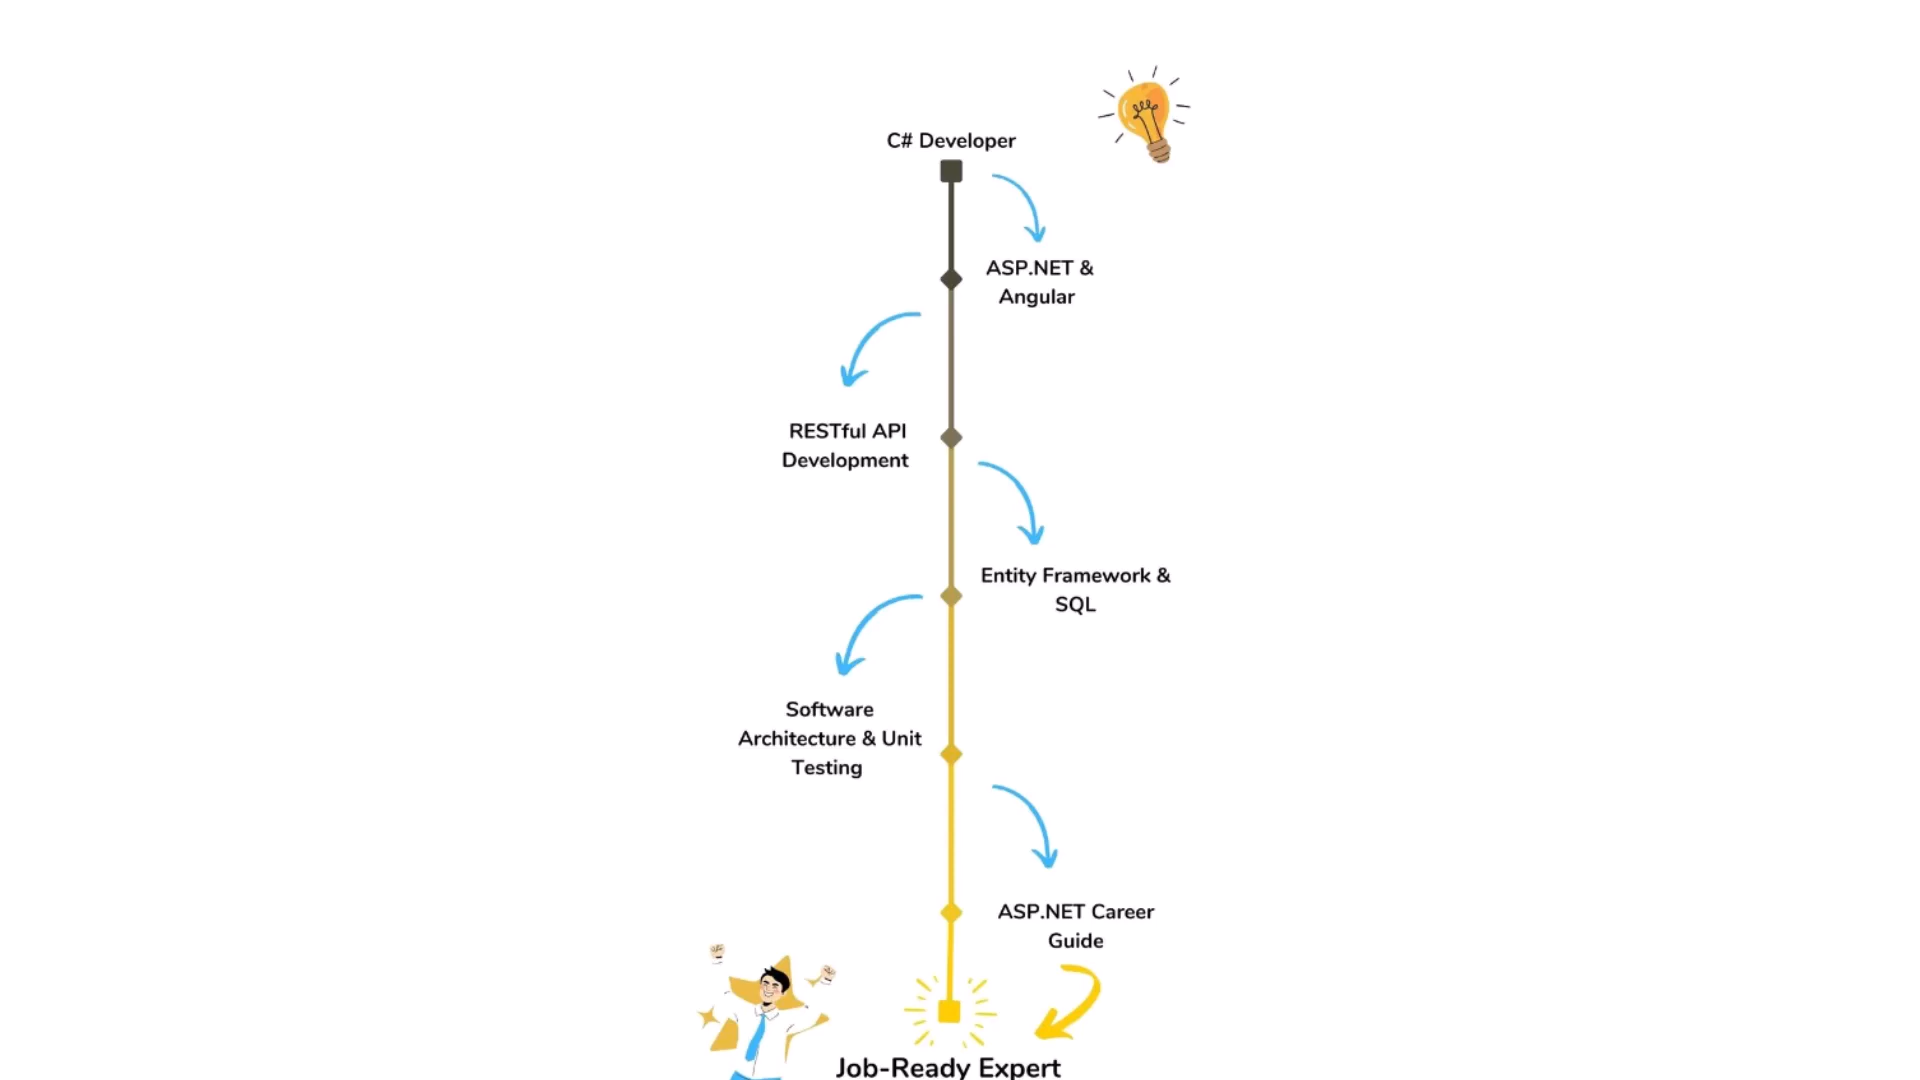 C# Developer
ASP.NET &
Angular
RESTful API
Development
Entity Framework &
SQL
Software
Architecture & Unit
Testing
ASP.NET Career
Guide
Job-Ready Expert